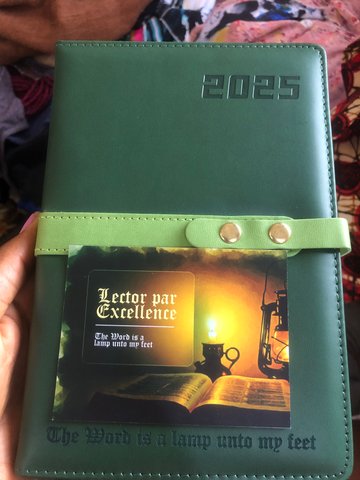 2025
Lector par
Excellence
The Word is a
lamp unto my feet
The Word is a lamp unto my feet